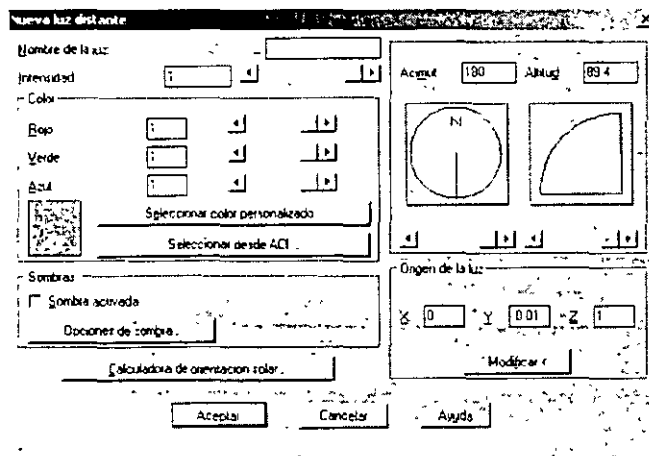 Nueva luz distante
Nombre de la luz
Intensidad 1
Color
Rojo 1
Verde 1
Azul 1
Seleccionar color personalizado
Seleccionar desde ACI...
Sombras
Sombra activada
Opciones de sombra...
Calculadora de orientacion solar...
Azimut 180 Altitud 89.4
N
Origen de la luz
X 0 Y 0.01 Z 1
Modificar <
Aceptar Cancelar Ayuda